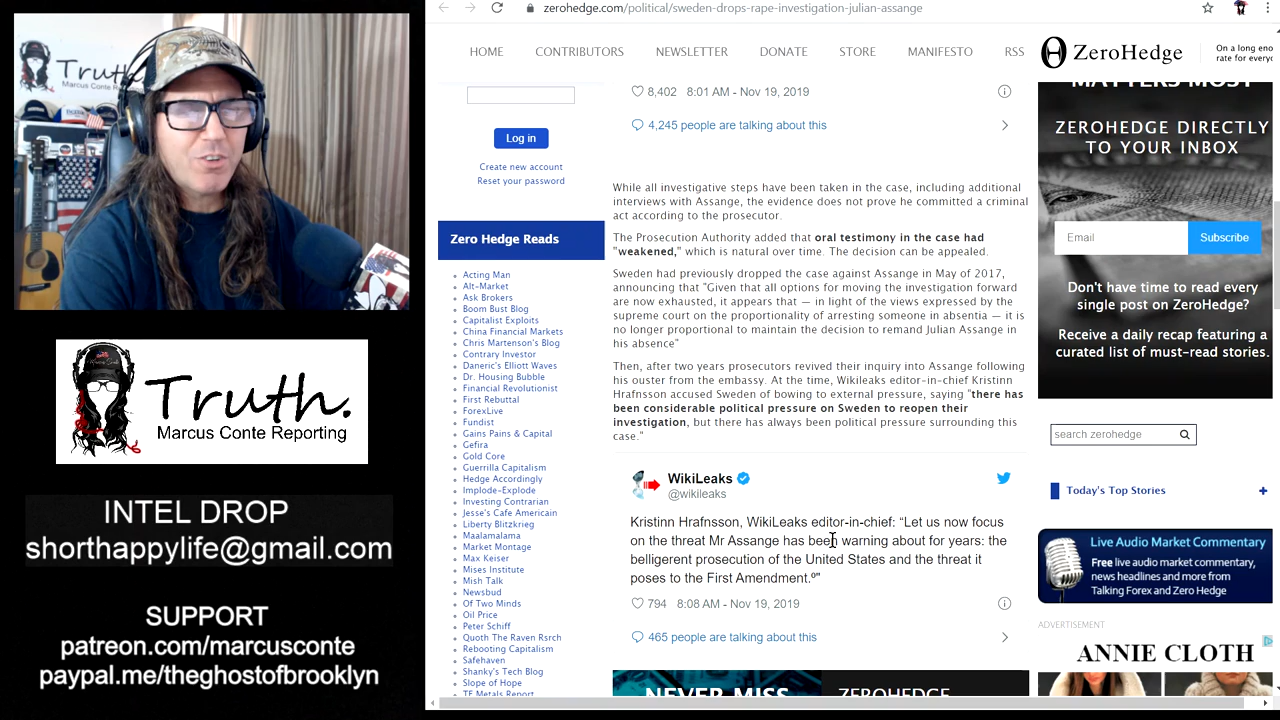 zerohedge.com/political/sweden-drops-rape-investigation-julian-assange
HOME CONTRIBUTORS NEWSLETTER DONATE STORE MANIFESTO RSS
ZeroHedge
On a long eno
rate for everyo
Truth.
Marcus Conte Reporting
Log in
Create new account
Reset your password
Zero Hedge Reads
Acting Man
Alt-Market
Ask Brokers
Boom Bust Blog
Capitalist Exploits
China Financial Markets
Chris Martenson's Blog
Contrary Investor
Daneric's Elliott Waves
Dr. Housing Bubble
Financial Revolutionist
First Rebuttal
ForexLive
Fundist
Gains Pains & Capital
Gefira
Gold Core
Guerrilla Capitalism
Hedge Accordingly
Implode-Explode
Investing Contrarian
Jesse's Cafe Americain
Liberty Blitzkrieg
Maalamalama
Market Montage
Max Keiser
Mises Institute
Mish Talk
Newsbud
Of Two Minds
Oil Price
Peter Schiff
Quoth The Raven Rsrch
Rebooting Capitalism
Safehaven
Shanky's Tech Blog
Slope of Hope
TF Metals Report
8,402 8:01 AM - Nov 19, 2019
4,245 people are talking about this
While all investigative steps have been taken in the case, including additional
interviews with Assange, the evidence does not prove he committed a criminal
act according to the prosecutor.
The Prosecution Authority added that oral testimony in the case had
"weakened," which is natural over time. The decision can be appealed.
Sweden had previously dropped the case against Assange in May of 2017,
announcing that "Given that all options for moving the investigation forward
are now exhausted, it appears that — in light of the views expressed by the
supreme court on the proportionality of arresting someone in absentia — it is
no longer proportional to maintain the decision to remand Julian Assange in
his absence"
Then, after two years prosecutors revived their inquiry into Assange following
his ouster from the embassy. At the time, Wikileaks editor-in-chief Kristinn
Hrafnsson accused Sweden of bowing to external pressure, saying "there has
been considerable political pressure on Sweden to reopen their
investigation, but there has always been political pressure surrounding this
case."
WikiLeaks
@wikileaks
Kristinn Hrafnsson, WikiLeaks editor-in-chief: “Let us now focus
on the threat Mr Assange has been warning about for years: the
belligerent prosecution of the United States and the threat it
poses to the First Amendment.º"
794 8:08 AM - Nov 19, 2019
465 people are talking about this
NEVER MISS
ZEROHEDGE
MATTERS MOST
ZEROHEDGE DIRECTLY
TO YOUR INBOX
Email
Subscribe
Don't have time to read every
single post on ZeroHedge?
Receive a daily recap featuring a
curated list of must-read stories.
search zerohedge
Today's Top Stories +
Live Audio Market Commentary
Free live audio market commentary,
news headlines and more from
Talking Forex and Zero Hedge
ADVERTISEMENT
ANNIE CLOTH
Truth.
Marcus Conte Reporting
INTEL DROP
shorthappylife@gmail.com
SUPPORT
patreon.com/marcusconte
paypal.me/theghostofbrooklyn